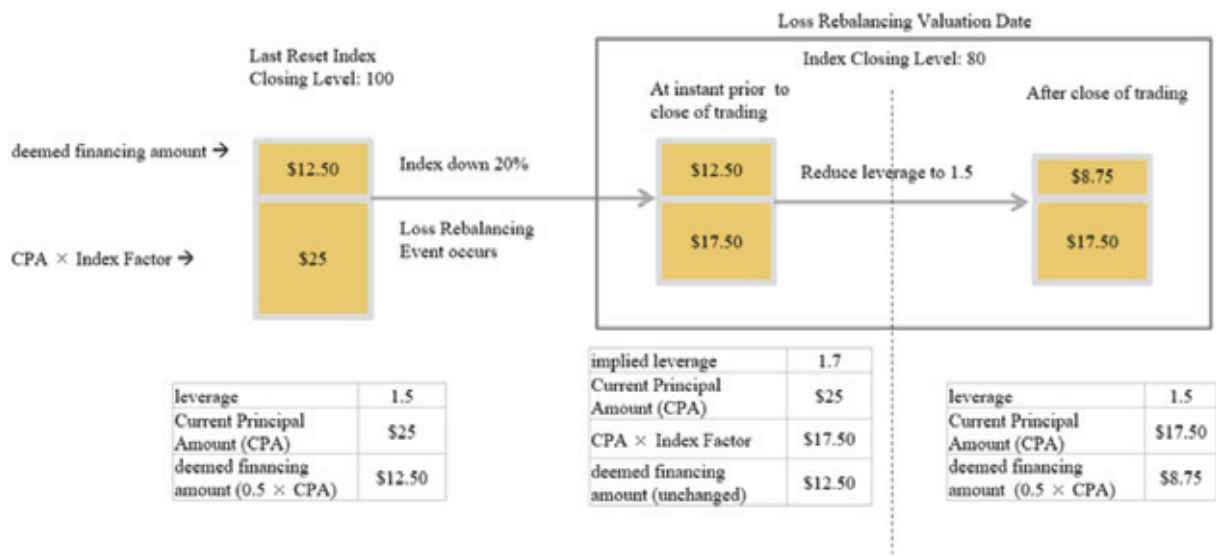 Loss Rebalancing Valuation Date
Last Reset Index
Closing Level: 100
Index Closing Level: 80
At instant prior to
close of trading
After close of trading
deemed financing amount →
$12.50
Index down 20%
$12.50
Reduce leverage to 1.5
$8.75
CPA × Index Factor →
$25
Loss Rebalancing
Event occurs
$17.50
$17.50
leverage 1.5
Current Principal
Amount (CPA) $25
deemed financing
amount (0.5 × CPA) $12.50
implied leverage 1.7
Current Principal
Amount (CPA) $25
CPA × Index Factor $17.50
deemed financing
amount (unchanged) $12.50
leverage 1.5
Current Principal
Amount (CPA) $17.50
deemed financing
amount (0.5 × CPA) $8.75